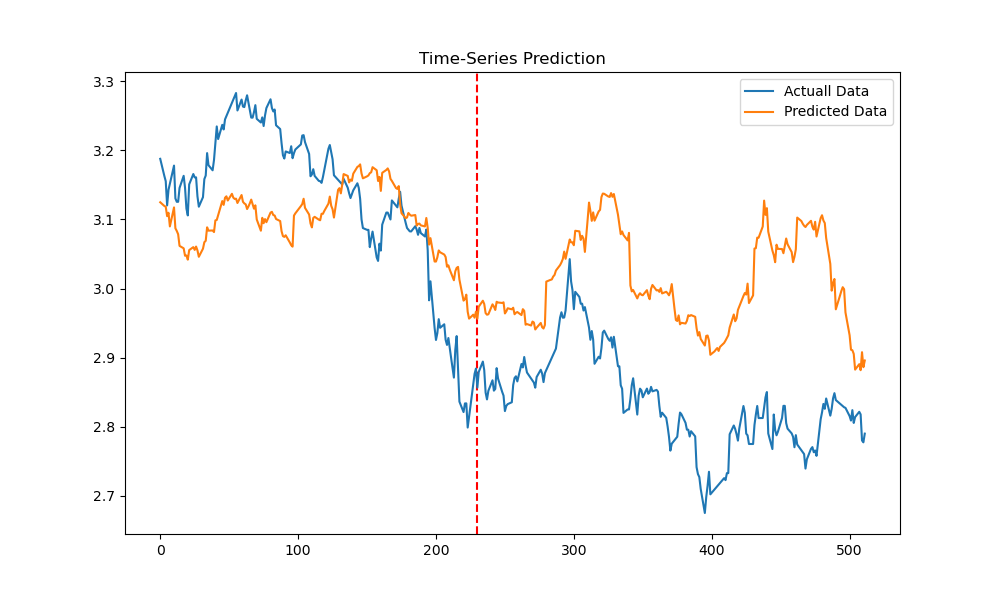 Time-Series Prediction
Actuall Data
Predicted Data
3.3
3.2
3.1
3.0
2.9
2.8
2.7
0 100 200 300 400 500